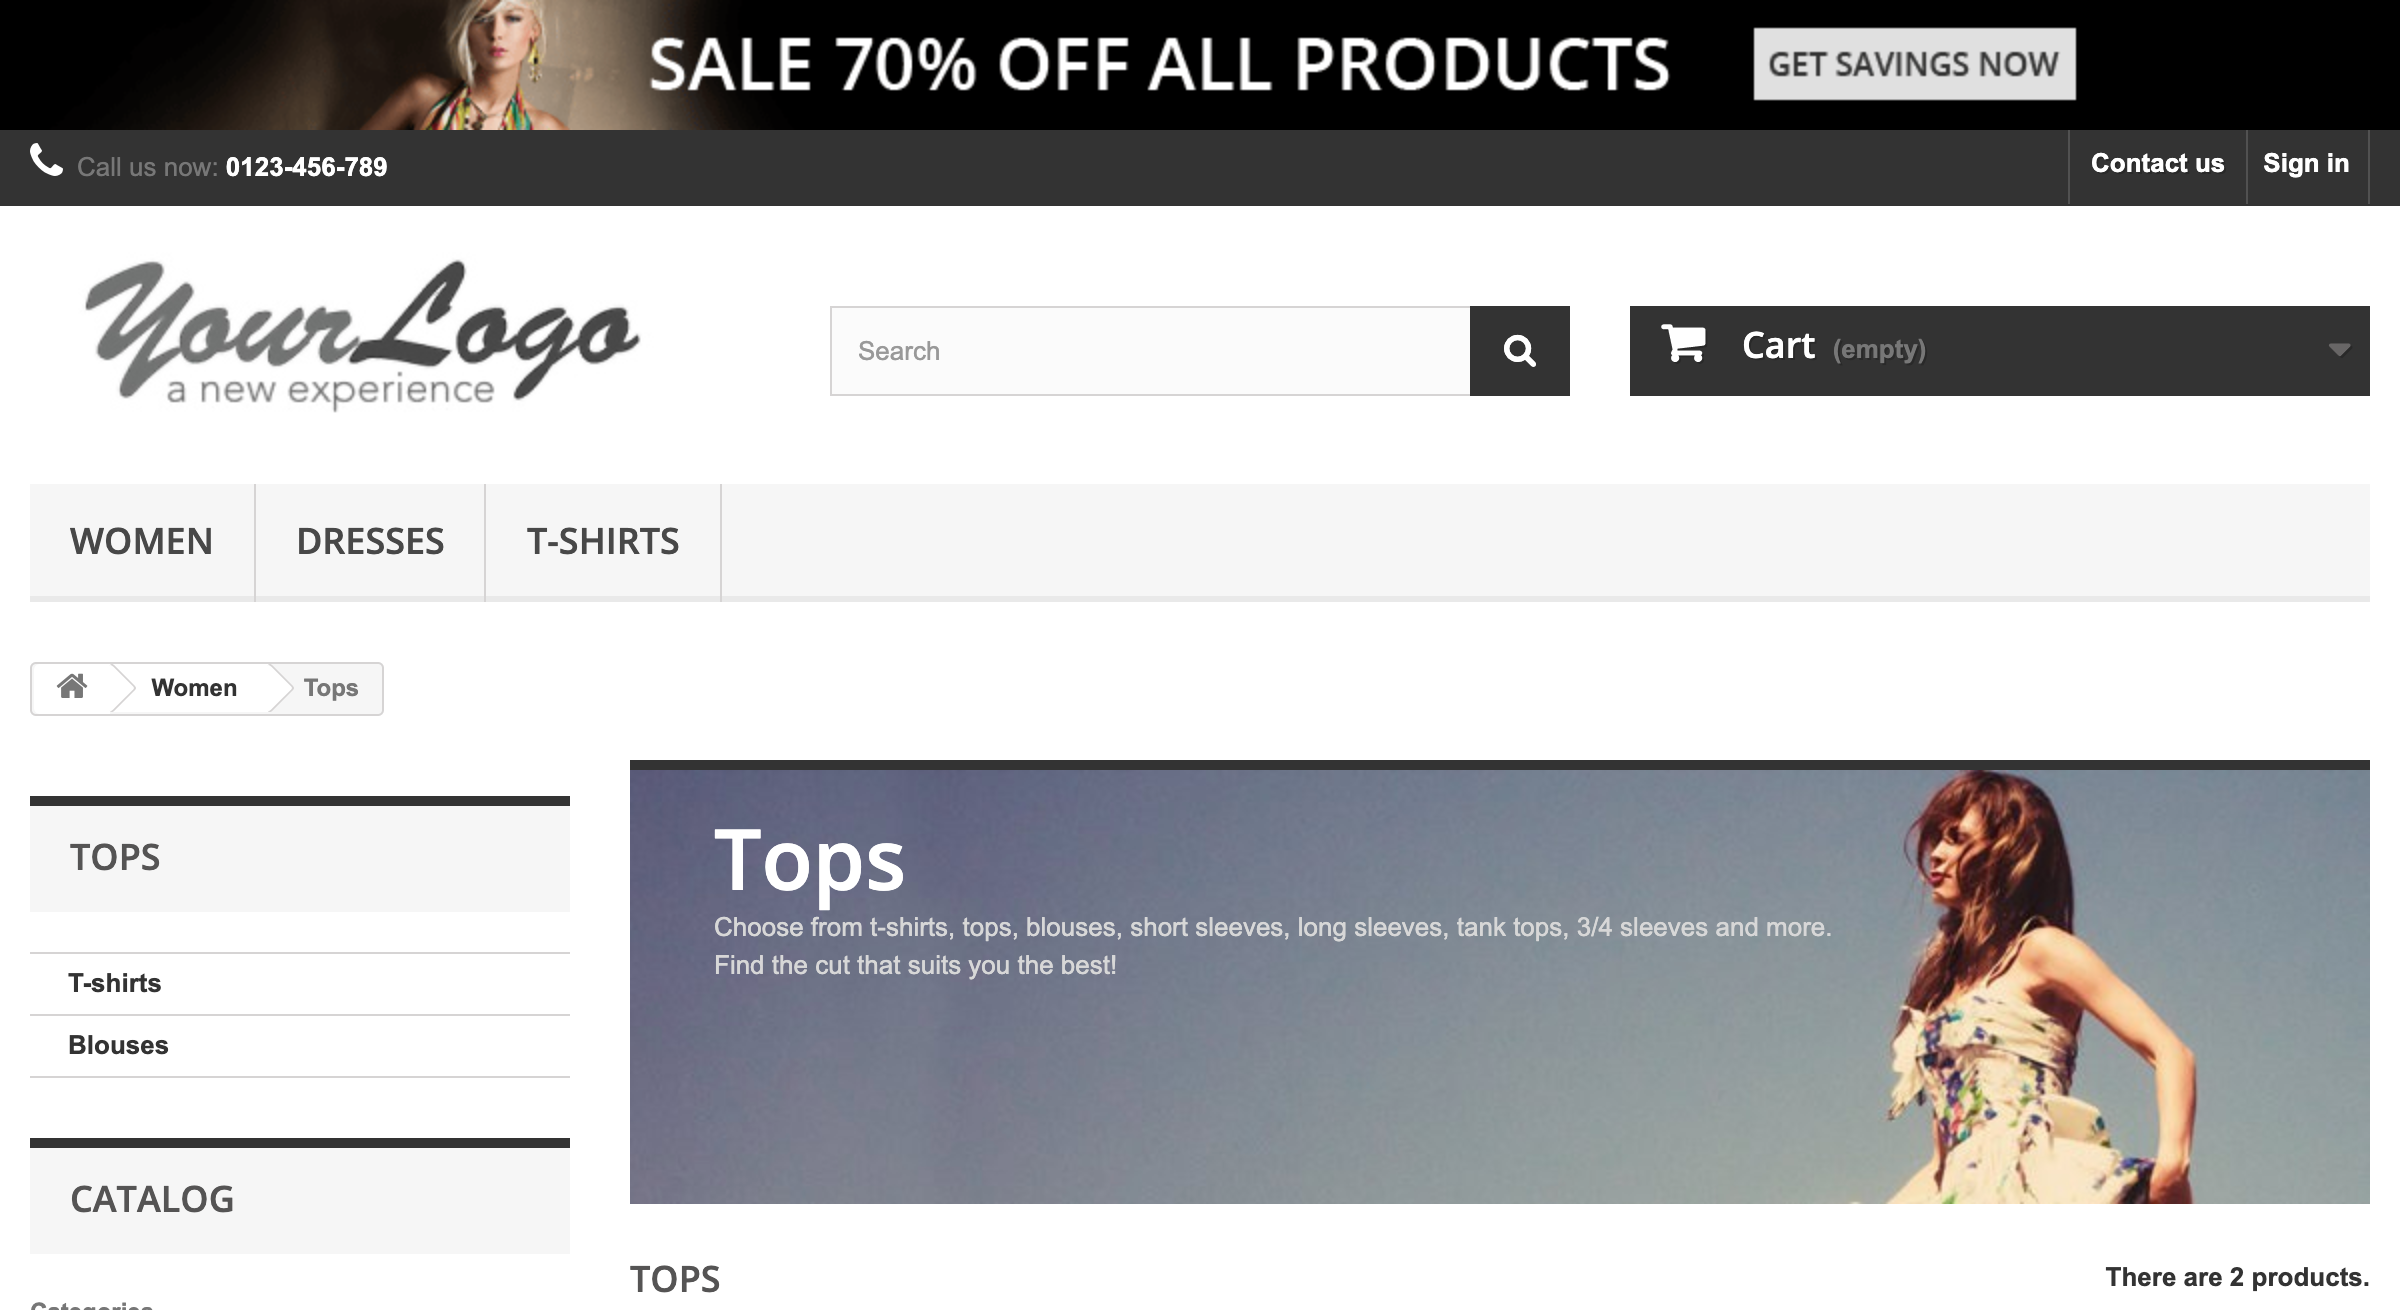 SALE 70% OFF ALL PRODUCTS
GET SAVINGS NOW
Call us now: 0123-456-789
Contact us
Sign in
YourLogo
a new experience
Search
Cart (empty)
WOMEN
DRESSES
T-SHIRTS
Women
Tops
TOPS
T-shirts
Blouses
CATALOG
Categories
Tops
Choose from t-shirts, tops, blouses, short sleeves, long sleeves, tank tops, 3/4 sleeves and more.
Find the cut that suits you the best!
TOPS
There are 2 products.